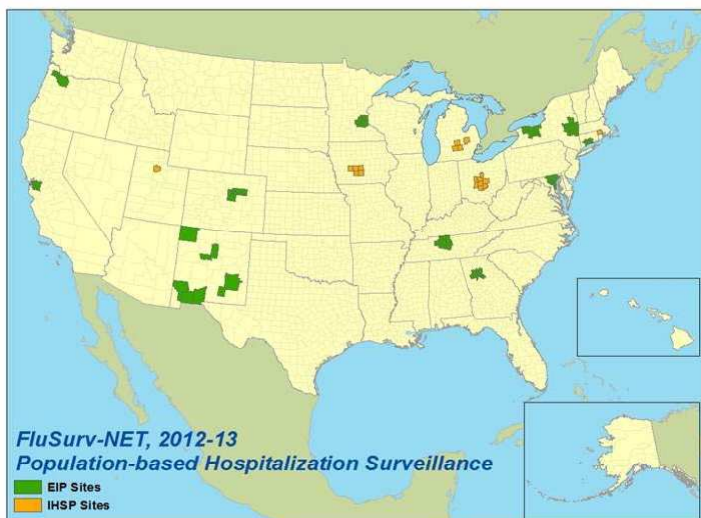 FluSurv-NET, 2012-13
Population-based Hospitalization Surveillance
EIP Sites
IHSP Sites